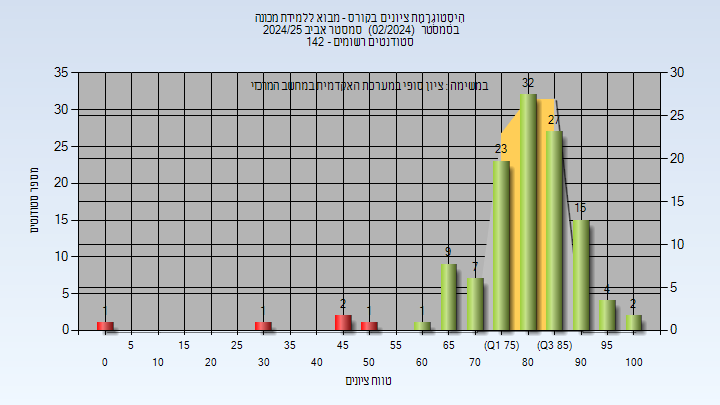 היסטוגרמת ציונים בקורס - מבוא ללמידת מכונה
בסמסטר (02/2024) סמסטר אביב 2024/25
סטודנטים רשומים - 142
במשימה : ציון סופי במערכת האקדמית במחשב המרכזי
מספר סטודנטים
35 30 25 20 15 10 5 0
30 25 20 15 10 5 0
1 1 2 1 1 9 7 23 32 27 15 4 2
5 15 25 35 45 55 65 (Q1 75) (Q3 85) 95
0 10 20 30 40 50 60 70 80 90 100
טווח ציונים